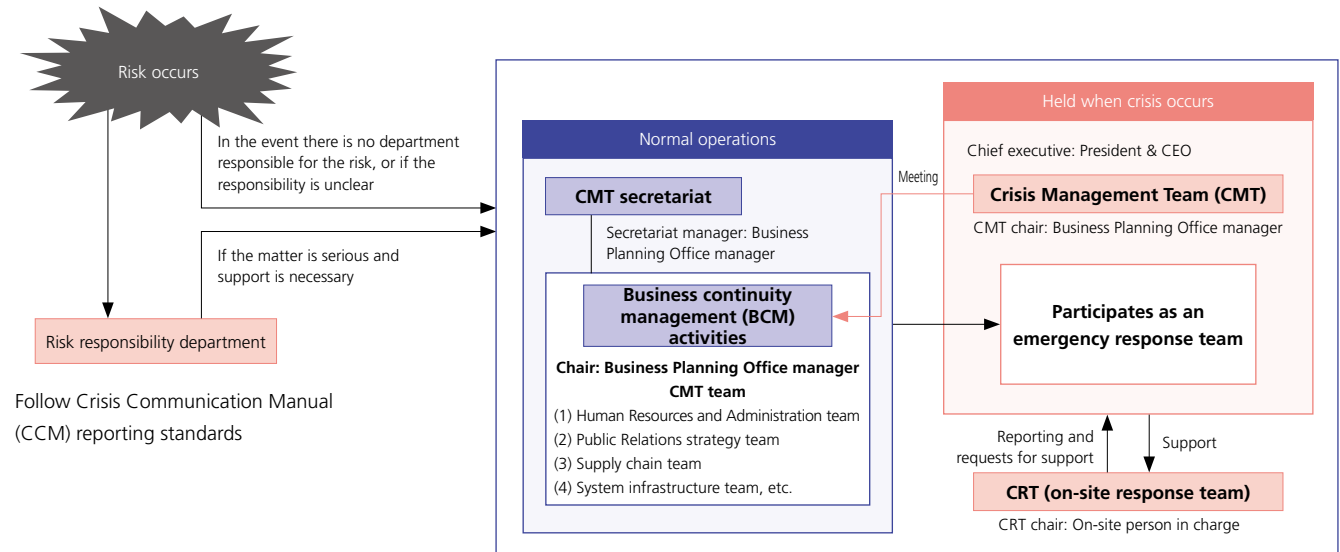 Risk occurs
In the event there is no department
responsible for the risk, or if the
responsibility is unclear
If the matter is serious and
support is necessary
Risk responsibility department
Follow Crisis Communication Manual
(CCM) reporting standards
Normal operations
CMT secretariat
Secretariat manager: Business
Planning Office manager
Business continuity
management (BCM)
activities
Chair: Business Planning Office manager
CMT team
(1) Human Resources and Administration team
(2) Public Relations strategy team
(3) Supply chain team
(4) System infrastructure team, etc.
Meeting
Held when crisis occurs
Chief executive: President & CEO
Crisis Management Team (CMT)
CMT chair: Business Planning Office manager
Participates as an
emergency response team
Reporting and
requests for support
Support
CRT (on-site response team)
CRT chair: On-site person in charge